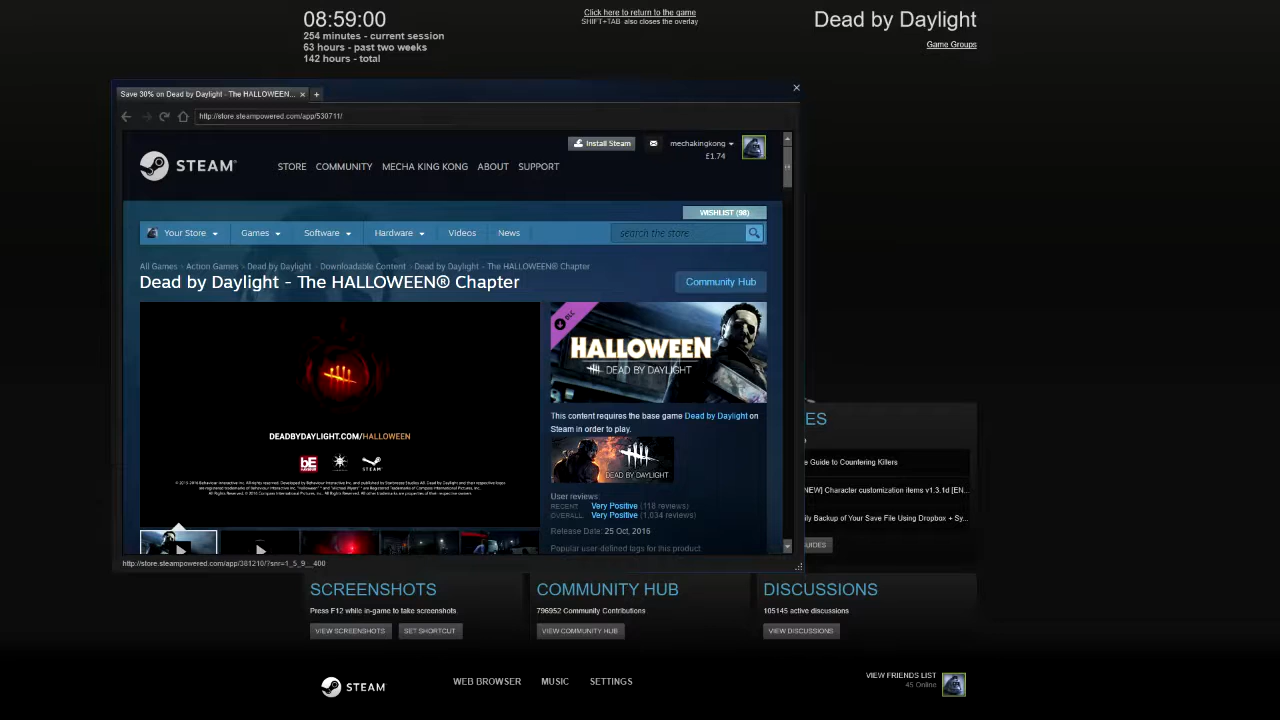 08:59:00
254 minutes - current session
63 hours - past two weeks
142 hours - total
Click here to return to the game
SHIFT+TAB also closes the overlay
Dead by Daylight
Game Groups
Save 30% on Dead by Daylight - The HALLOWEEN...
http://store.steampowered.com/app/530711/
Install Steam
mechakingkong
£1.74
STEAM®
STORE COMMUNITY MECHA KING KONG ABOUT SUPPORT
WISHLIST (98)
Your Store Games Software Hardware Videos News
search the store
All Games > Action Games > Dead by Daylight > Downloadable Content > Dead by Daylight - The HALLOWEEN® Chapter
Dead by Daylight - The HALLOWEEN® Chapter
Community Hub
DEADBYDAYLIGHT.COM/HALLOWEEN
bE
STEAM
DLC
HALLOWEEN
DEAD BY DAYLIGHT
This content requires the base game Dead by Daylight on
Steam in order to play.
DEAD BY DAYLIGHT
User reviews:
RECENT Very Positive (118 reviews)
OVERALL Very Positive (1,034 reviews)
Release Date: 25 Oct, 2016
Popular user-defined tags for this product:
http://store.steampowered.com/app/381210/?snr=1_5_9__400
ES
e Guide to Countering Killers
NEW] Character customization items v1.3.1d [EN...
ity Backup of Your Save File Using Dropbox + Sy...
UIDES
SCREENSHOTS
Press F12 while in-game to take screenshots
VIEW SCREENSHOTS SET SHORTCUT
COMMUNITY HUB
796952 Community Contributions
VIEW COMMUNITY HUB
DISCUSSIONS
105145 active discussions
VIEW DISCUSSIONS
STEAM
WEB BROWSER MUSIC SETTINGS
VIEW FRIENDS LIST
45 Online